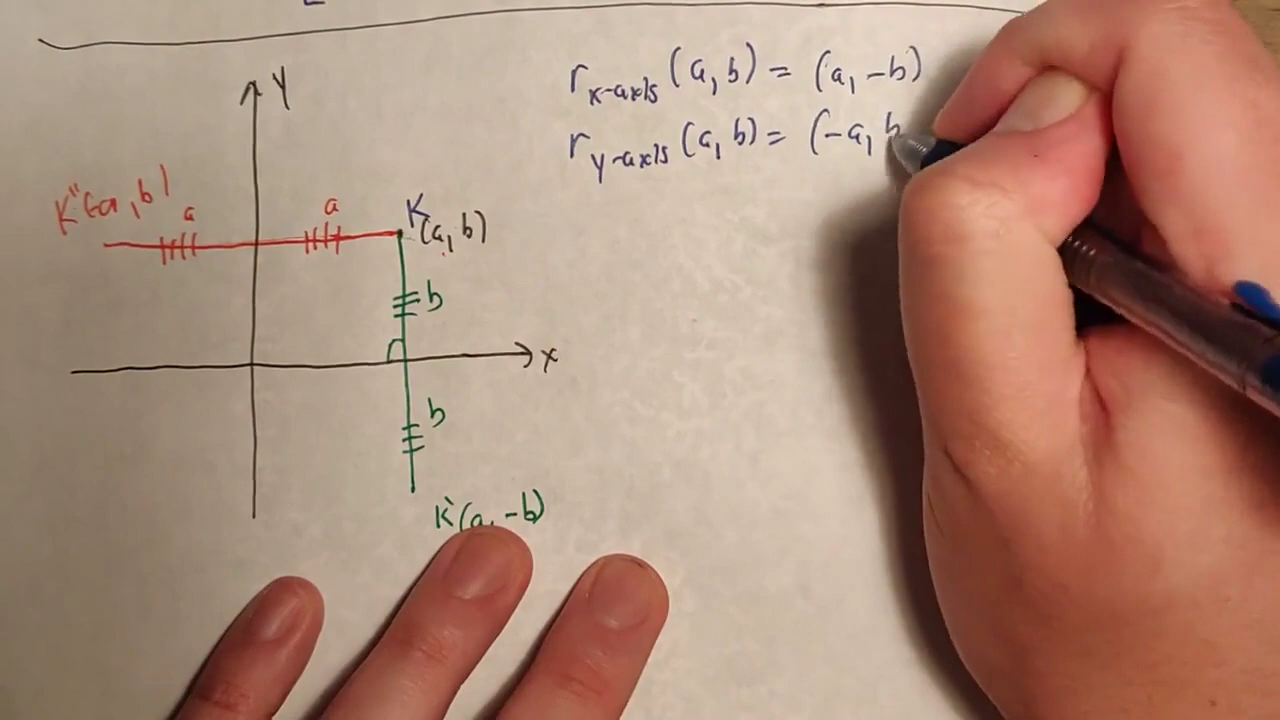 r x-axis (a, b) = (a, -b)
r y-axis (a, b) = (-a, b
y
K"(-a, b)
a
a
K
(a, b)
b
x
b
K'(a, -b)